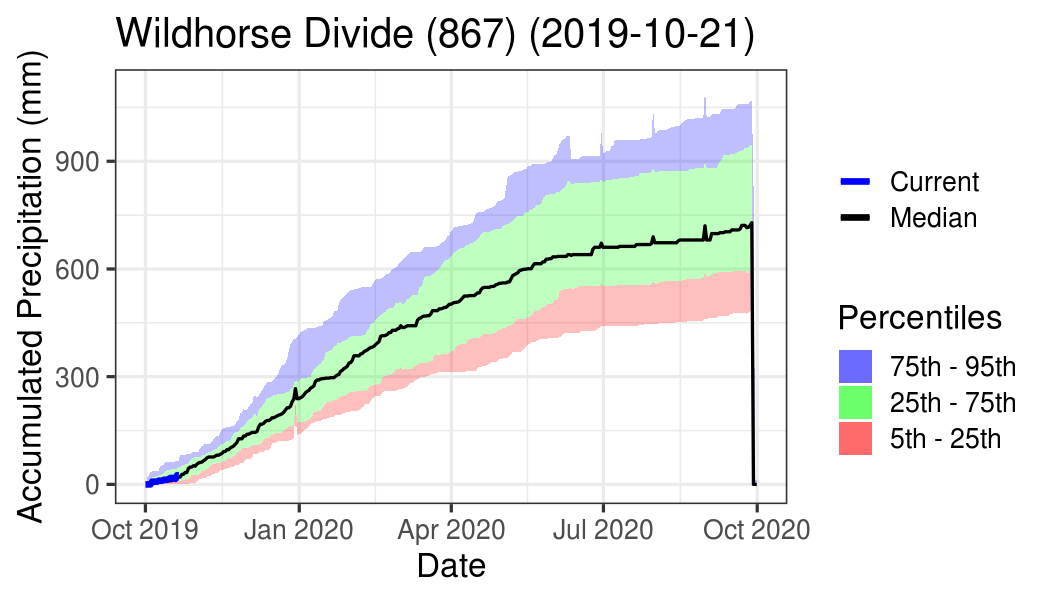 Wildhorse Divide (867) (2019-10-21)
Accumulated Precipitation (mm)
900
600
300
0
Oct 2019
Jan 2020
Apr 2020
Jul 2020
Oct 2020
Date
Current
Median
Percentiles
75th - 95th
25th - 75th
5th - 25th